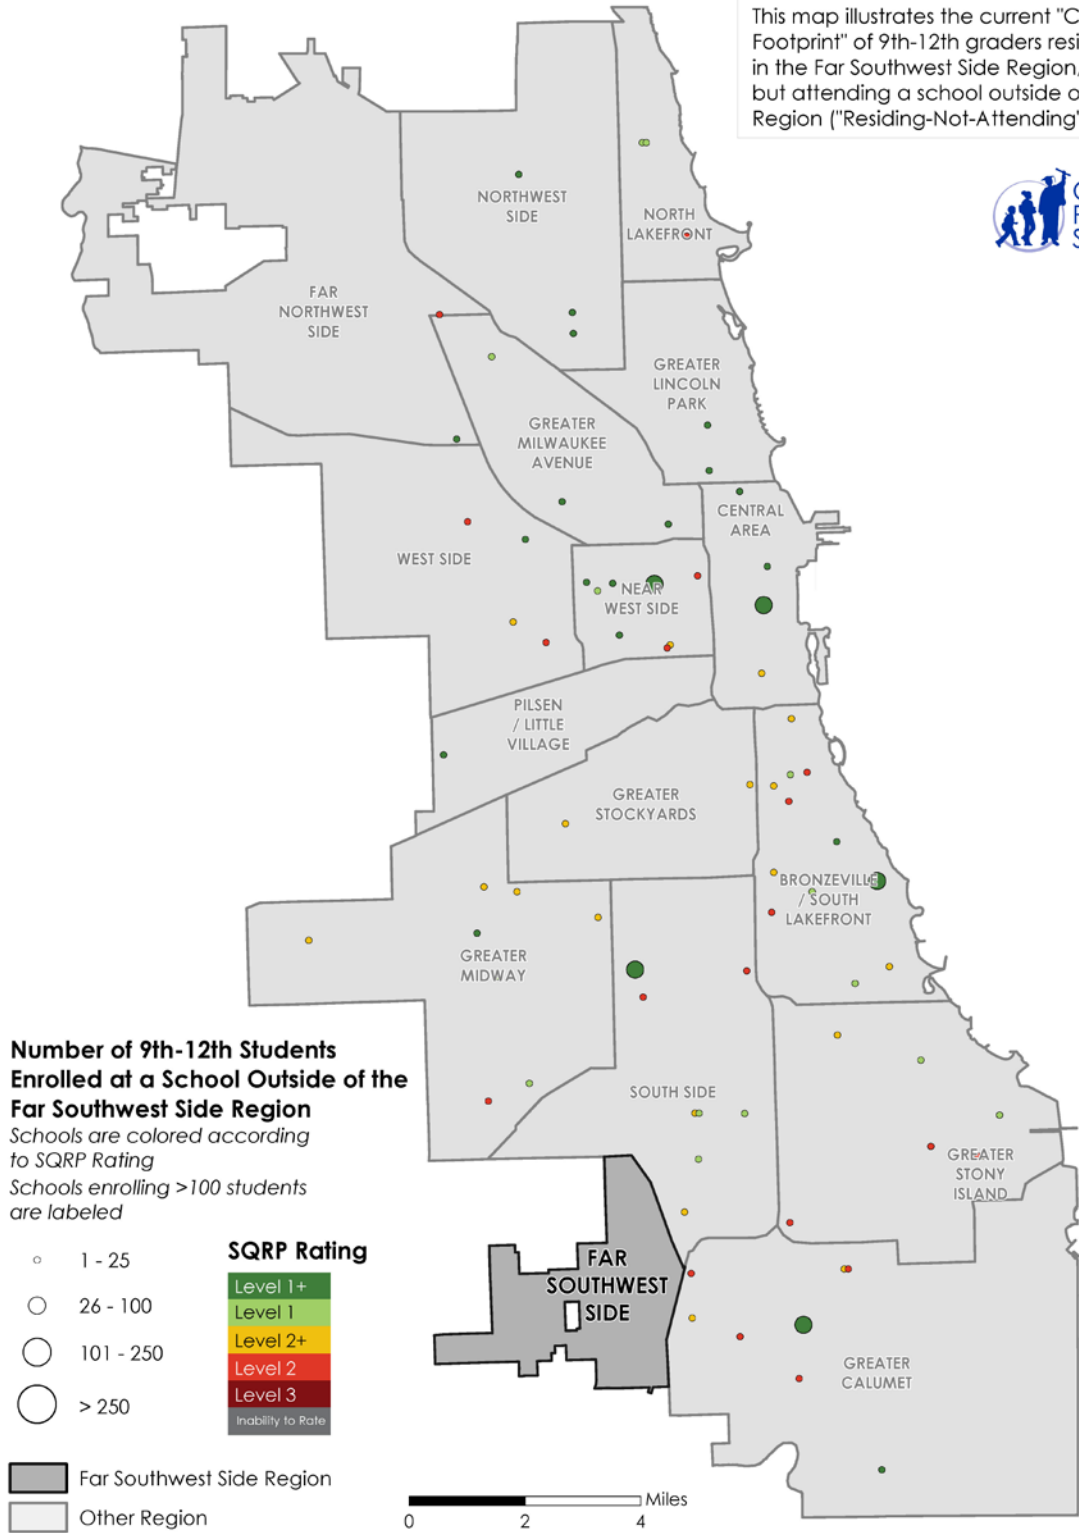 This map illustrates the current "C
Footprint" of 9th-12th graders resi
in the Far Southwest Side Region,
but attending a school outside o
Region ("Residing-Not-Attending"
NORTHWEST
SIDE
NORTH
LAKEFRONT
FAR
NORTHWEST
SIDE
GREATER
LINCOLN
PARK
GREATER
MILWAUKEE
AVENUE
CENTRAL
AREA
WEST SIDE
NEAR
WEST SIDE
PILSEN
/ LITTLE
VILLAGE
GREATER
STOCKYARDS
BRONZEVILLE
/ SOUTH
LAKEFRONT
GREATER
MIDWAY
SOUTH SIDE
GREATER
STONY
ISLAND
FAR
SOUTHWEST
SIDE
GREATER
CALUMET
Number of 9th-12th Students
Enrolled at a School Outside of the
Far Southwest Side Region
Schools are colored according
to SQRP Rating
Schools enrolling >100 students
are labeled
1 - 25
26 - 100
101 - 250
> 250
SQRP Rating
Level 1+
Level 1
Level 2+
Level 2
Level 3
Inability to Rate
Far Southwest Side Region
Other Region
Miles
0 2 4